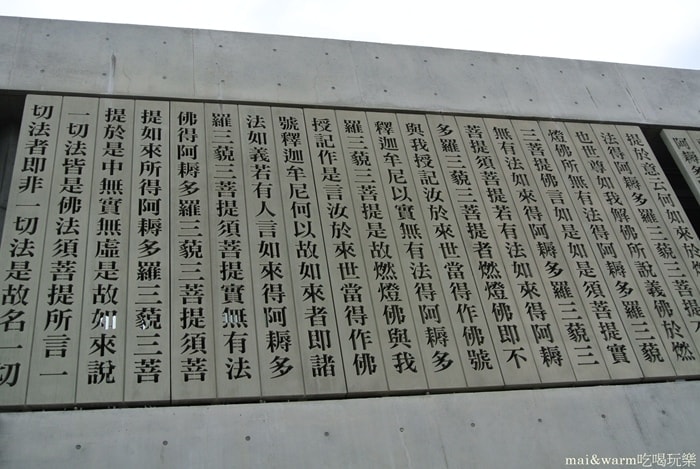 阿耨多
提於意云何如來於
法得阿耨多羅三藐三菩提
也世尊如我解佛所說義佛於燃
燈佛所無有法得阿耨多羅三藐
三菩提佛言如是如是須菩提實
無有法如來得阿耨多羅三藐三
菩提須菩提若有法如來得阿耨
多羅三藐三菩提者燃燈佛即不
與我授記汝於來世當得作佛號
釋迦牟尼以實無有法得阿耨多
羅三藐三菩提是故燃燈佛與我
授記作是言汝於來世當得作佛
號釋迦牟尼何以故如來者即諸
法如義若有人言如來得阿耨多
羅三藐三菩提須菩提實無有法
佛得阿耨多羅三藐三菩提須菩
提如來所得阿耨多羅三藐三菩
提於是中無實無虛是故如來說
一切法皆是佛法須菩提所言一
切法者即非一切法是故名一切
mai&warm吃喝玩樂